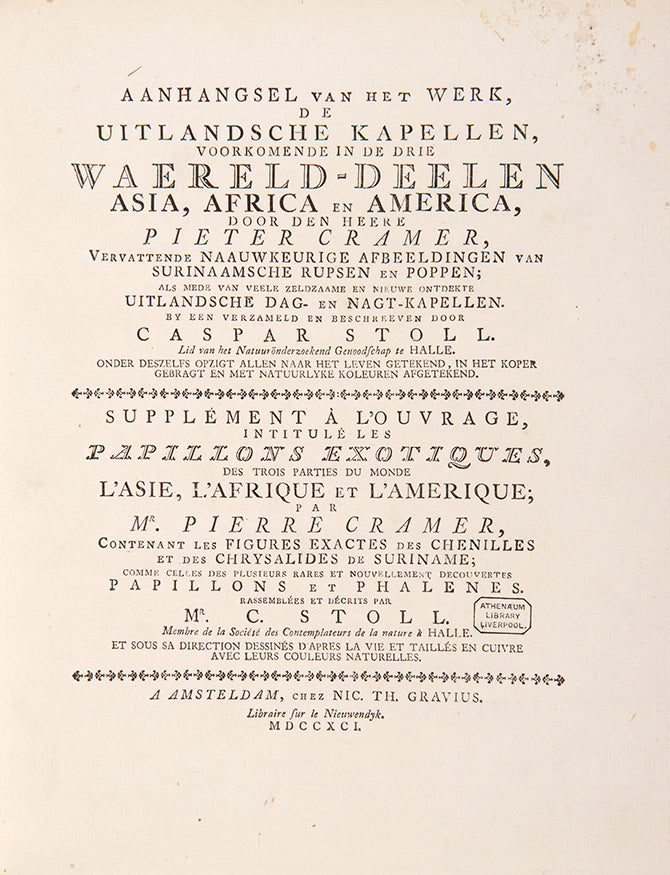 AANHANGSEL VAN HET WERK,
DE
UITLANDSCHE KAPELLEN,
VOORKOMENDE IN DE DRIE
WAERELD-DEELEN
ASIA, AFRICA EN AMERICA,
DOOR DEN HEERE
PIETER CRAMER,
VERVATTENDE NAAUWKEURIGE AFBEELDINGEN VAN
SURINAAMSCHE RUPSEN EN POPPEN;
ALS MEDE VAN VEELE ZELDZAAME EN NIEUWE ONTDEKTE
UITLANDSCHE DAG- EN NAGT-KAPELLEN.
BY EEN VERZAMELD EN BESCHREEVEN DOOR
CASPAR STOLL.
Lid van het Natuurönderzoekend Genootſchap te HALLE.
ONDER DESZELFS OPZIGT ALLEN NAAR HET LEVEN GETEKEND, IN HET KOPER
GEBRAGT EN MET NATUURLYKE KOLEUREN AFGETEKEND.
SUPPLÉMENT À L'OUVRAGE,
INTITULÉ LES
PAPILLONS EXOTIQUES,
DES TROIS PARTIES DU MONDE
L'ASIE, L'AFRIQUE ET L'AMERIQUE;
PAR
MR. PIERRE CRAMER,
CONTENANT LES FIGURES EXACTES DES CHENILLES
ET DES CHRYSALIDES DE SURINAME;
COMME CELLES DES PLUSIEURS RARES ET NOUVELLEMENT DECOUVERTES
PAPILLONS ET PHALENES.
RASSEMBLÉES ET DÉCRITS PAR
MR. C. STOLL.
Membre de la Société des Contemplateurs de la nature à HALLE.
ET SOUS SA DIRECTION DESSINÉS D'APRES LA VIE ET TAILLÉS EN CUIVRE
AVEC LEURS COULEURS NATURELLES.
ATHENÆUM
LIBRARY
LIVERPOOL.
A AMSTELDAM, CHEZ NIC. TH. GRAVIUS.
Libraire ſur le Nieuwendyk.
MDCCXCI.